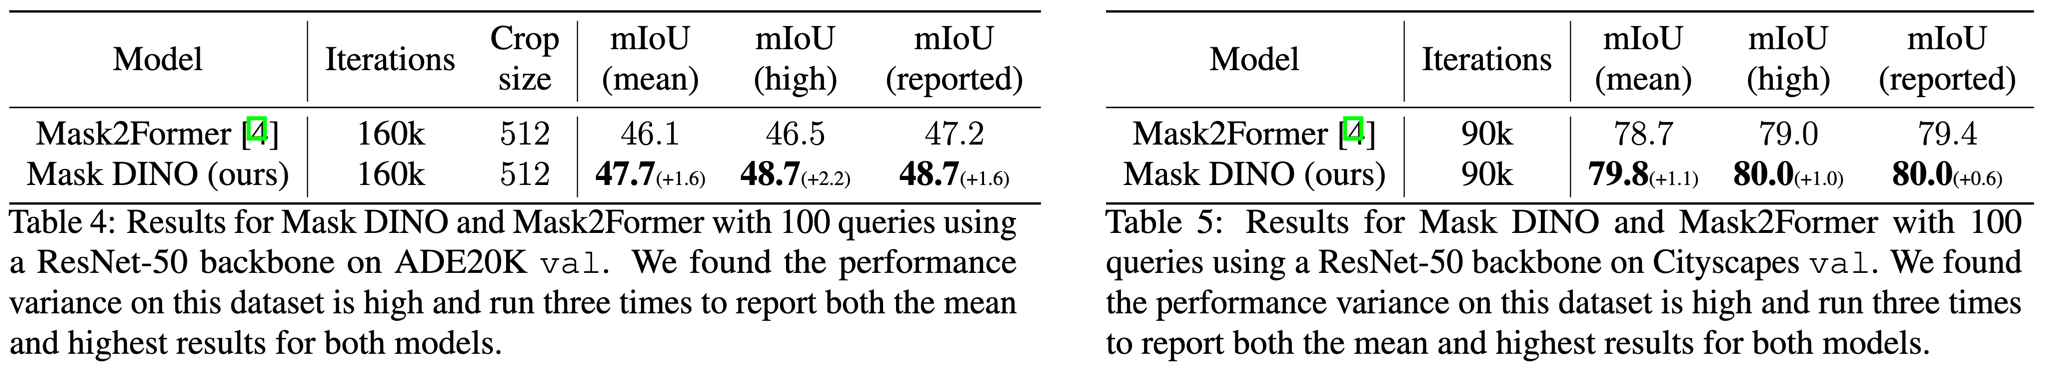 Model Iterations Crop size mIoU (mean) mIoU (high) mIoU (reported)
Mask2Former [4] 160k 512 46.1 46.5 47.2
Mask DINO (ours) 160k 512 47.7(+1.6) 48.7(+2.2) 48.7(+1.6)
Table 4: Results for Mask DINO and Mask2Former with 100 queries using
a ResNet-50 backbone on ADE20K val. We found the performance
variance on this dataset is high and run three times to report both the mean
and highest results for both models.
Model Iterations mIoU (mean) mIoU (high) mIoU (reported)
Mask2Former [4] 90k 78.7 79.0 79.4
Mask DINO (ours) 90k 79.8(+1.1) 80.0(+1.0) 80.0(+0.6)
Table 5: Results for Mask DINO and Mask2Former with 100
queries using a ResNet-50 backbone on Cityscapes val. We found
the performance variance on this dataset is high and run three times
to report both the mean and highest results for both models.